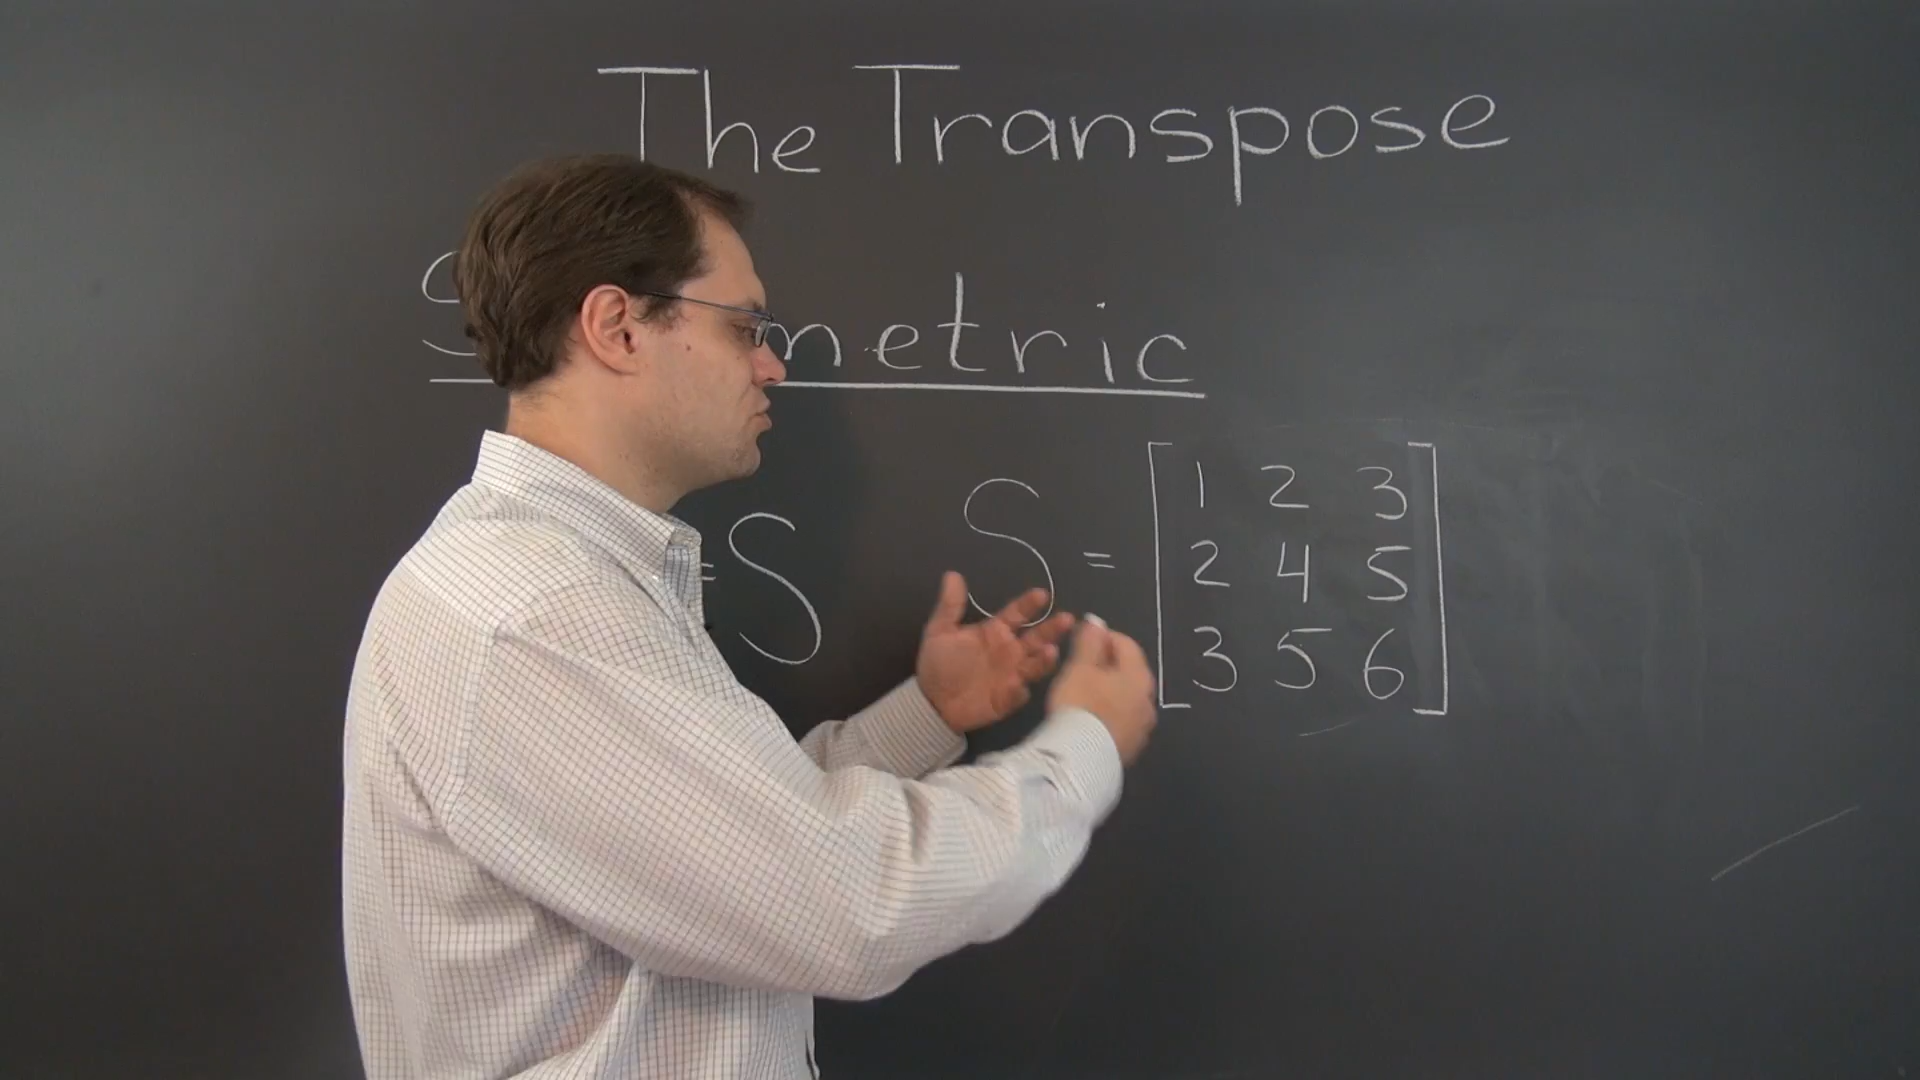 The Transpose
S metric
= S S = [ 1 2 3
2 4 5
3 5 6 ]